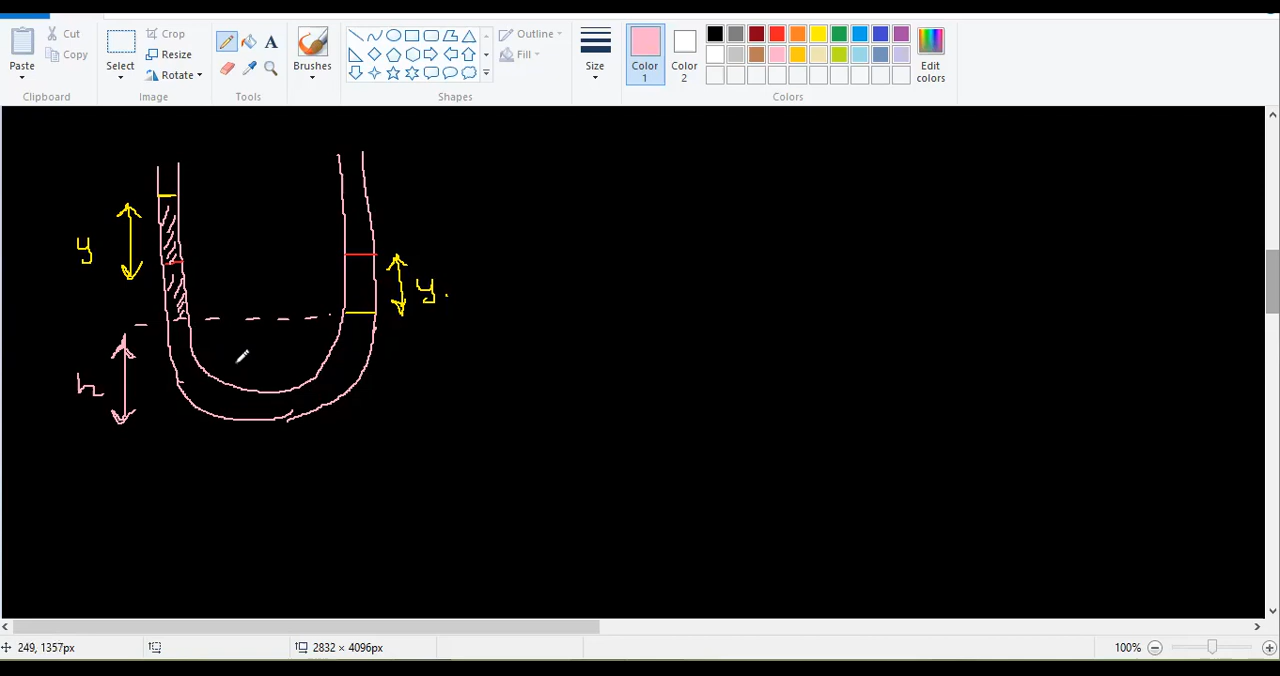 Cut
Copy
Paste
Clipboard
Select
Crop
Resize
Rotate
Image
A
Tools
Brushes
Outline
Fill
Shapes
Size
Color
1
Color
2
Edit
colors
Colors
y
y.
h
249, 1357px
2832 × 4096px
100%